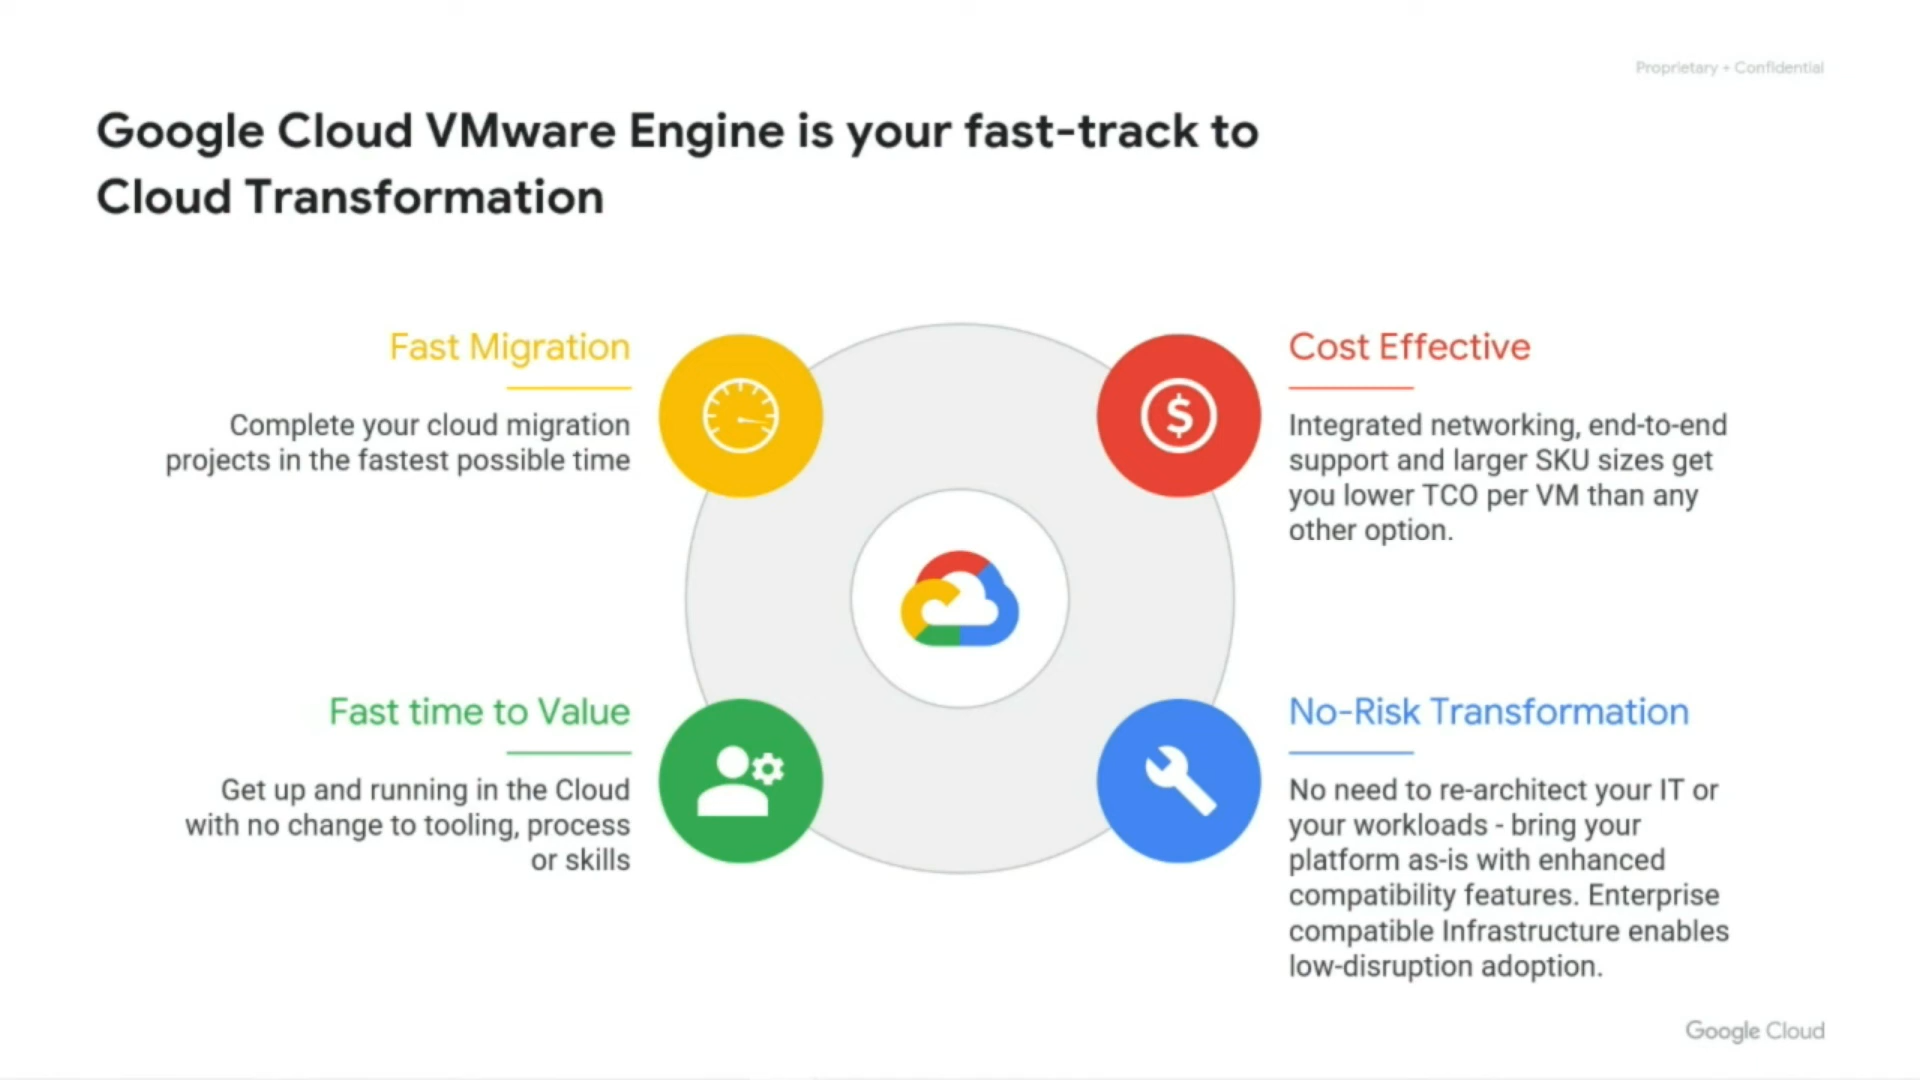 Proprietary + Confidential
Google Cloud VMware Engine is your fast-track to
Cloud Transformation
Fast Migration
Complete your cloud migration
projects in the fastest possible time
Cost Effective
Integrated networking, end-to-end
support and larger SKU sizes get
you lower TCO per VM than any
other option.
$
Fast time to Value
Get up and running in the Cloud
with no change to tooling, process
or skills
No-Risk Transformation
No need to re-architect your IT or
your workloads - bring your
platform as-is with enhanced
compatibility features. Enterprise
compatible Infrastructure enables
low-disruption adoption.
Google Cloud